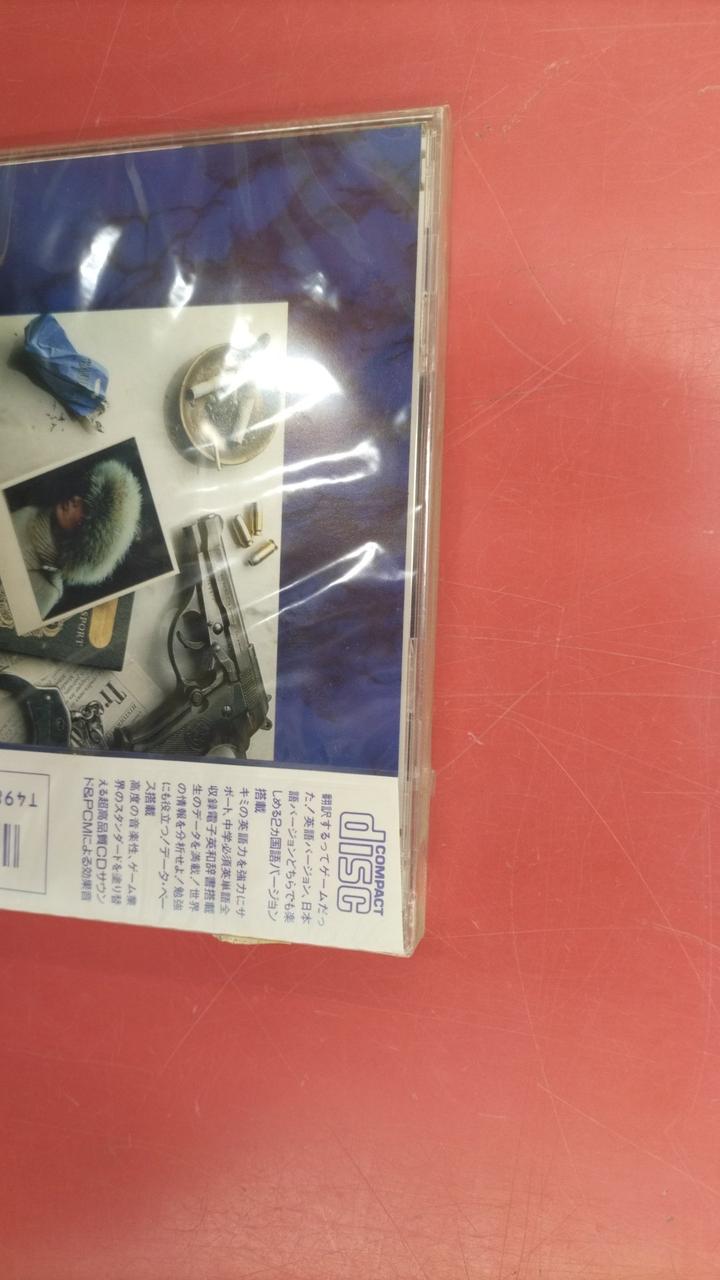 COMPACT
disc
翻訳するってゲームだっ
た！英語バージョン、日本
語バージョンどちらでも楽
しめる2ヵ国語バージョン
搭載
キミの英語力を強力にサ
ポート、中学必須英単語全
収録電子英和辞書搭載
世界のデータを満載！世界
の情報を分析せよ！勉強
にも役立つ！データ・ベー
ス搭載
高度の音楽性、ゲーム業
界のスタンダードを塗り替
える超高品質CDサウン
ド&PCMによる効果音
T498
SPORT
Tr